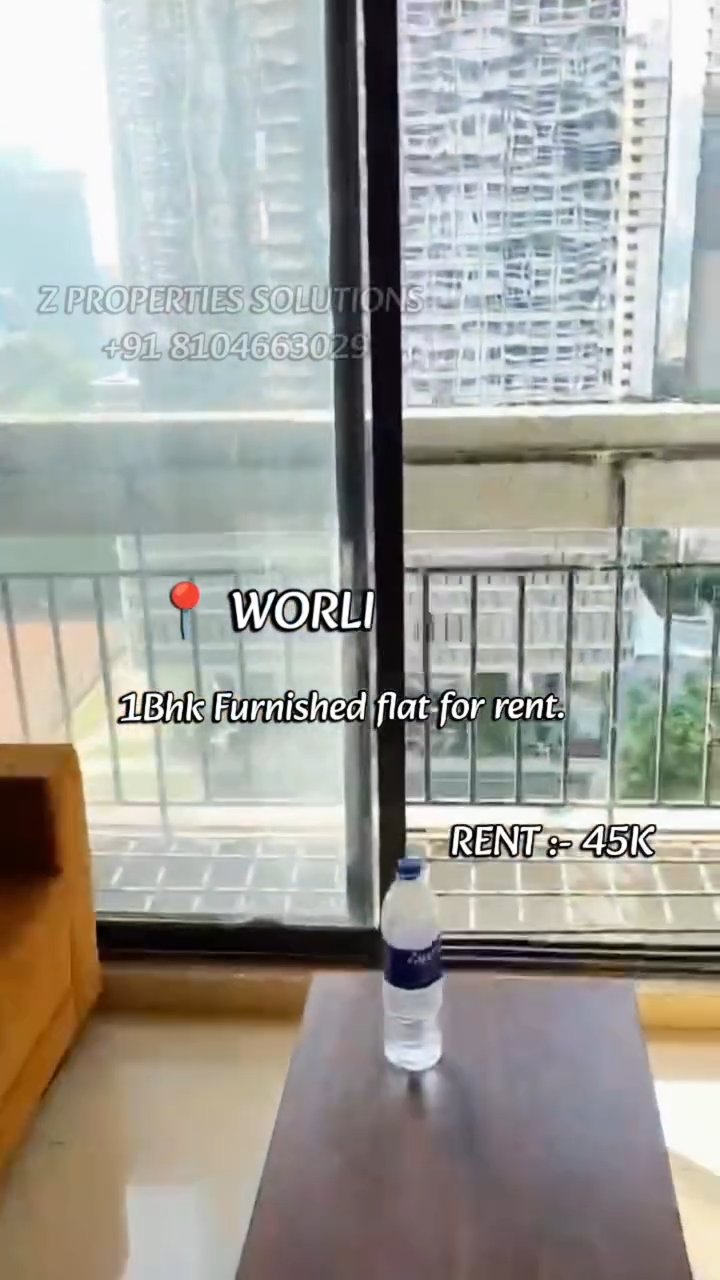 Z PROPERTIES SOLUTIONS
+91 8104663029
📍 WORLI
1Bhk Furnished flat for rent.
RENT :- 45K